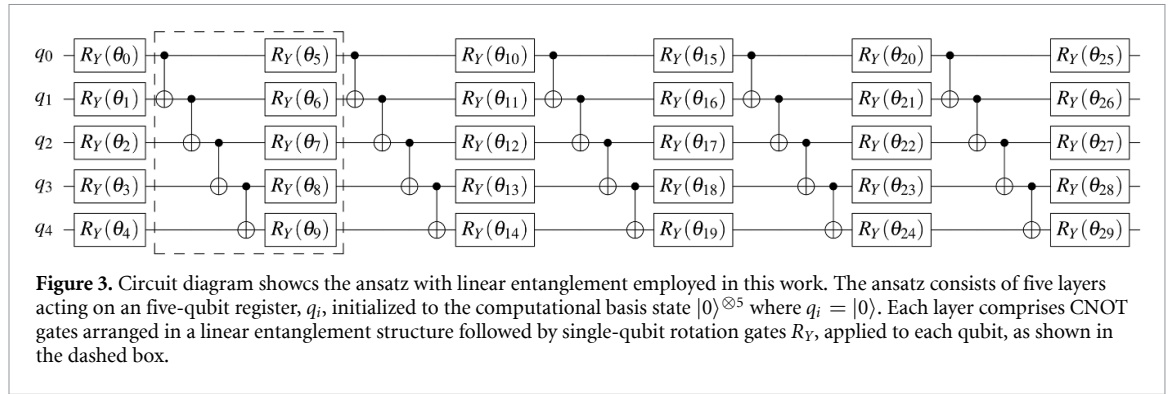 q0 RY(θ0) RY(θ5) RY(θ10) RY(θ15) RY(θ20) RY(θ25)
q1 RY(θ1) RY(θ6) RY(θ11) RY(θ16) RY(θ21) RY(θ26)
q2 RY(θ2) RY(θ7) RY(θ12) RY(θ17) RY(θ22) RY(θ27)
q3 RY(θ3) RY(θ8) RY(θ13) RY(θ18) RY(θ23) RY(θ28)
q4 RY(θ4) RY(θ9) RY(θ14) RY(θ19) RY(θ24) RY(θ29)
Figure 3. Circuit diagram showcs the ansatz with linear entanglement employed in this work. The ansatz consists of five layers
acting on an five-qubit register, qi, initialized to the computational basis state |0⟩⊗5 where qi = |0⟩. Each layer comprises CNOT
gates arranged in a linear entanglement structure followed by single-qubit rotation gates RY, applied to each qubit, as shown in
the dashed box.